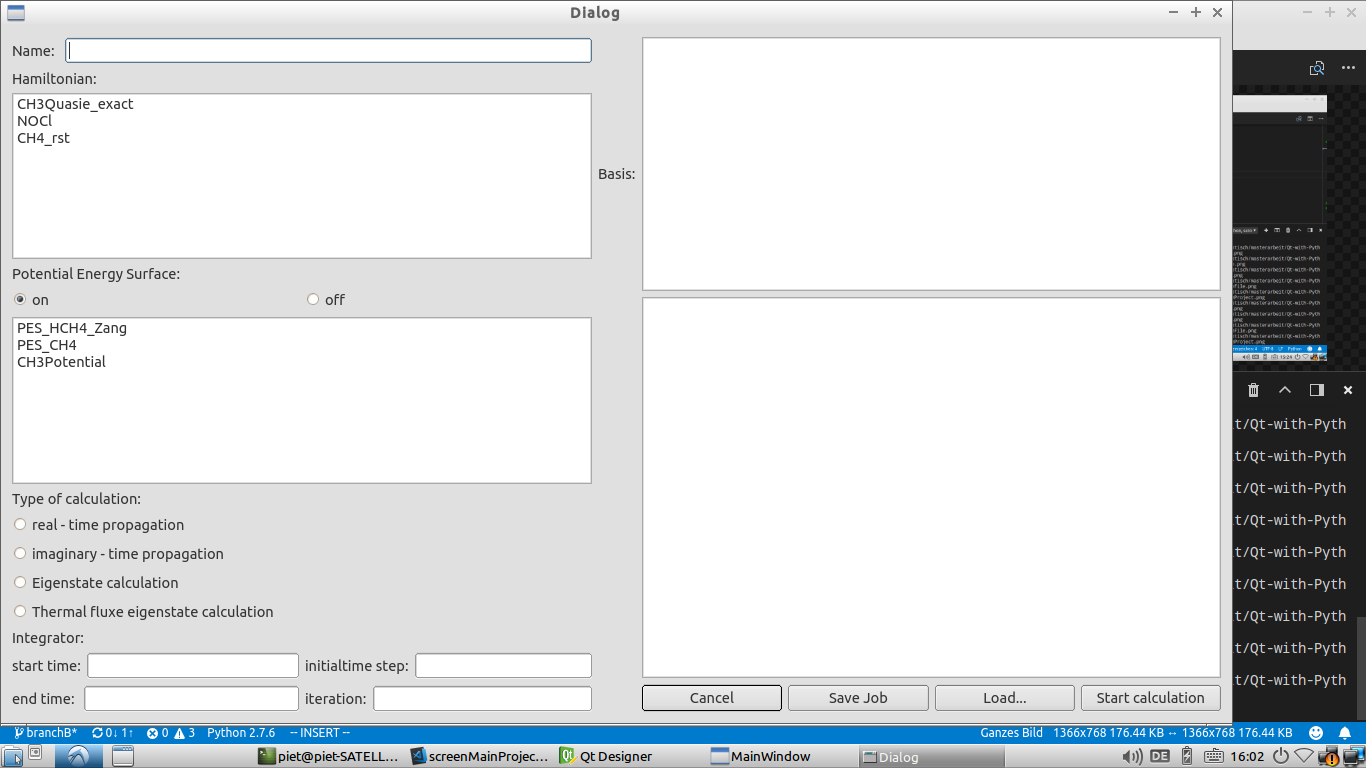 Dialog
Name:
Hamiltonian:
CH3Quasie_exact
NOCl
CH4_rst
Basis:
Potential Energy Surface:
on off
PES_HCH4_Zang
PES_CH4
CH3Potential
Type of calculation:
real - time propagation
imaginary - time propagation
Eigenstate calculation
Thermal fluxe eigenstate calculation
Integrator:
start time: initialtime step:
end time: iteration:
Cancel Save Job Load... Start calculation
t/Qt-with-Pyth
t/Qt-with-Pyth
t/Qt-with-Pyth
t/Qt-with-Pyth
t/Qt-with-Pyth
t/Qt-with-Pyth
t/Qt-with-Pyth
t/Qt-with-Pyth
t/Qt-with-Pyth
branchB* 0↓ 1↑ 0 3 Python 2.7.6 -- INSERT -- Ganzes Bild 1366x768 176.44 KB ↔ 1366x768 176.44 KB
piet@piet-SATELL... screenMainProjec... Qt Designer MainWindow Dialog DE 16:02